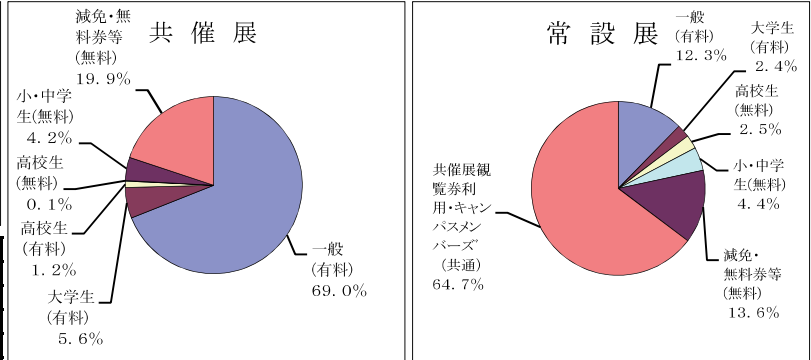 共催展
減免・無
料券等
(無料)
19.9%
小・中学
生(無料)
4.2%
高校生
(無料)
0.1%
高校生
(有料)
1.2%
大学生
(有料)
5.6%
一般
(有料)
69.0%
常設展
一般
(有料)
12.3%
大学生
(有料)
2.4%
高校生
(無料)
2.5%
小・中学
生(無料)
4.4%
減免・
無料券等
(無料)
13.6%
共催展観
覧券利
用・キャン
パスメン
バーズ
(共通)
64.7%